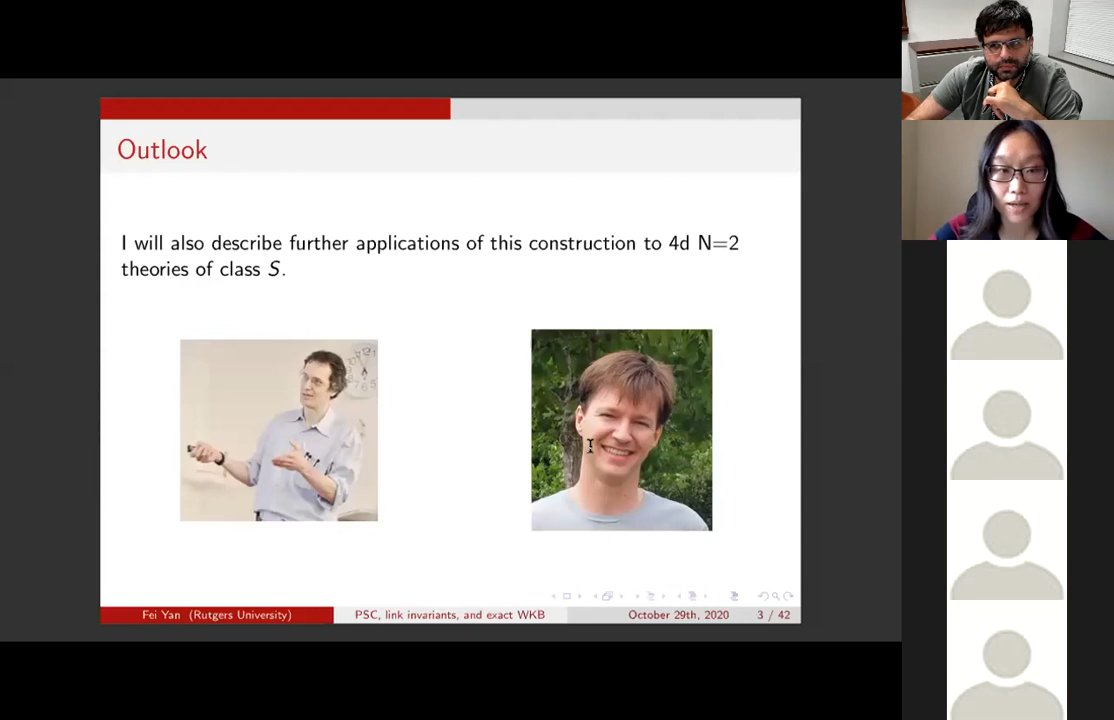 Outlook
I will also describe further applications of this construction to 4d N=2
theories of class S.
Fei Yan (Rutgers University)
PSC, link invariants, and exact WKB
October 29th, 2020
3 / 42